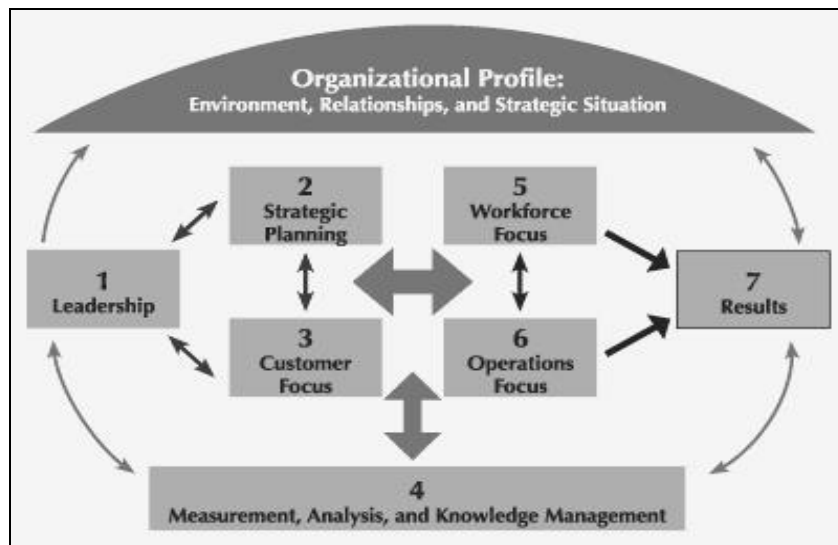 Organizational Profile:
Environment, Relationships, and Strategic Situation
2
Strategic
Planning
5
Workforce
Focus
1
Leadership
7
Results
3
Customer
Focus
6
Operations
Focus
4
Measurement, Analysis, and Knowledge Management